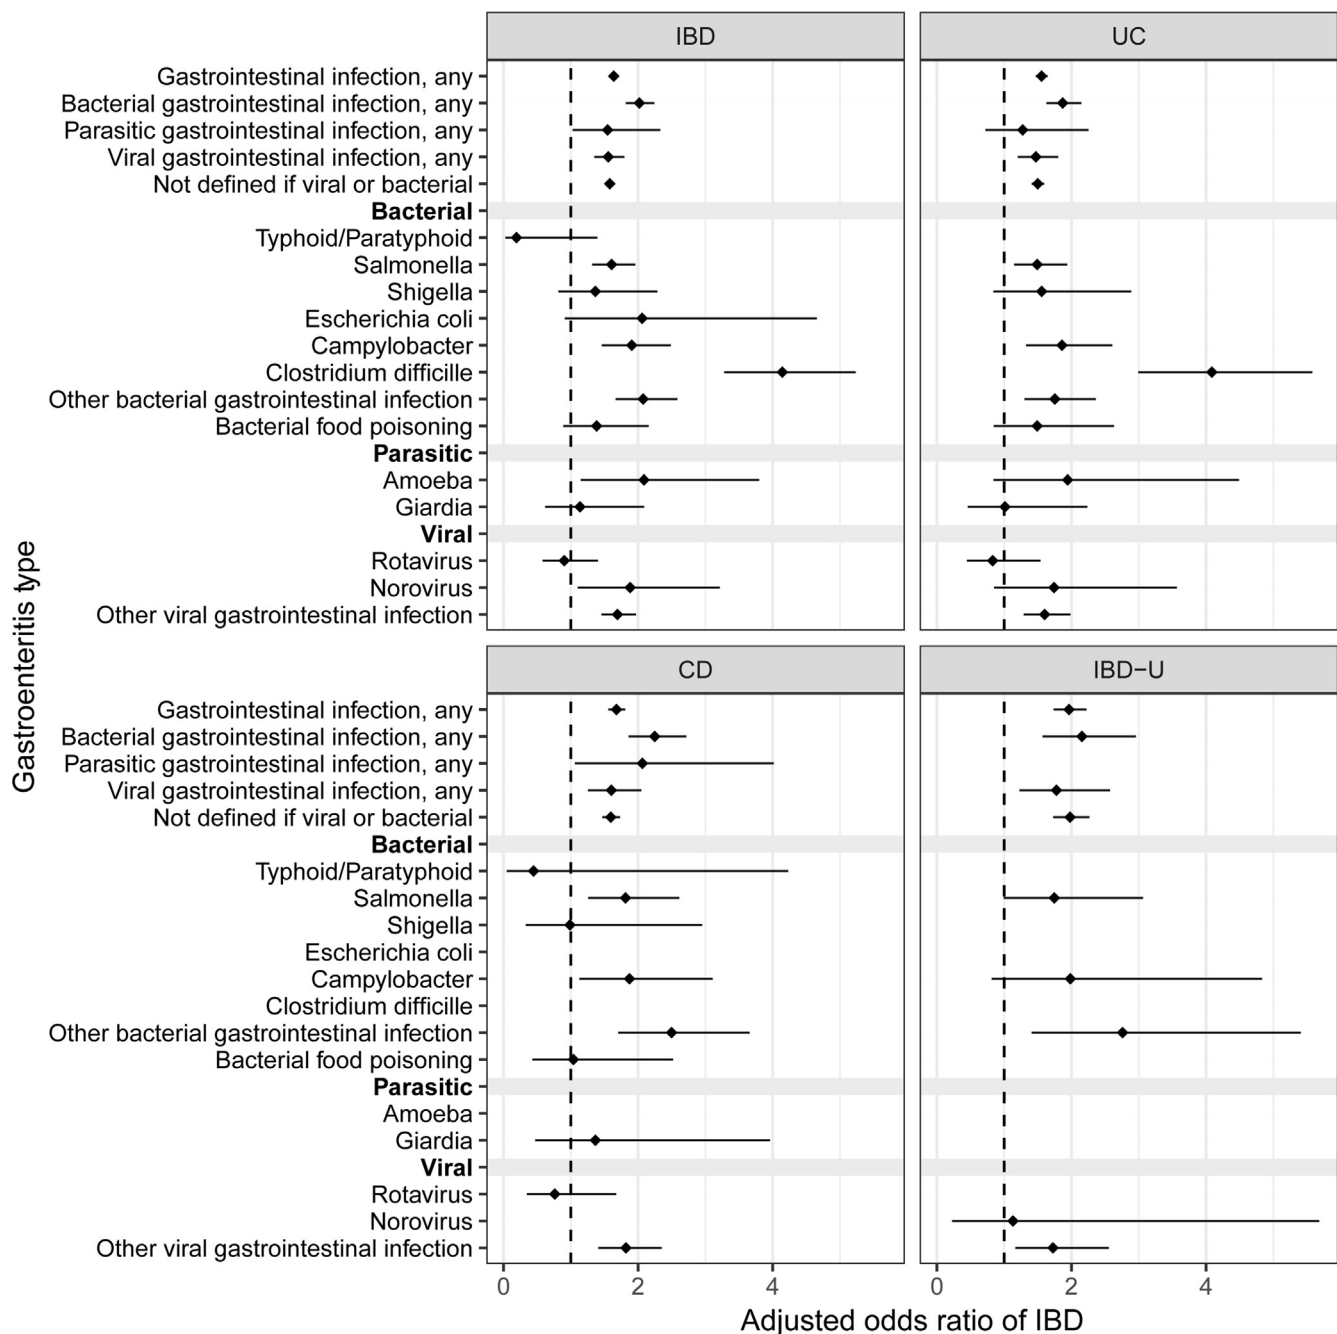 IBD
UC
Gastrointestinal infection, any
Bacterial gastrointestinal infection, any
Parasitic gastrointestinal infection, any
Viral gastrointestinal infection, any
Not defined if viral or bacterial
Bacterial
Typhoid/Paratyphoid
Salmonella
Shigella
Escherichia coli
Campylobacter
Clostridium difficille
Other bacterial gastrointestinal infection
Bacterial food poisoning
Parasitic
Amoeba
Giardia
Viral
Rotavirus
Norovirus
Other viral gastrointestinal infection
Gastroenteritis type
CD
IBD−U
Gastrointestinal infection, any
Bacterial gastrointestinal infection, any
Parasitic gastrointestinal infection, any
Viral gastrointestinal infection, any
Not defined if viral or bacterial
Bacterial
Typhoid/Paratyphoid
Salmonella
Shigella
Escherichia coli
Campylobacter
Clostridium difficille
Other bacterial gastrointestinal infection
Bacterial food poisoning
Parasitic
Amoeba
Giardia
Viral
Rotavirus
Norovirus
Other viral gastrointestinal infection
0 2 4
0 2 4
Adjusted odds ratio of IBD